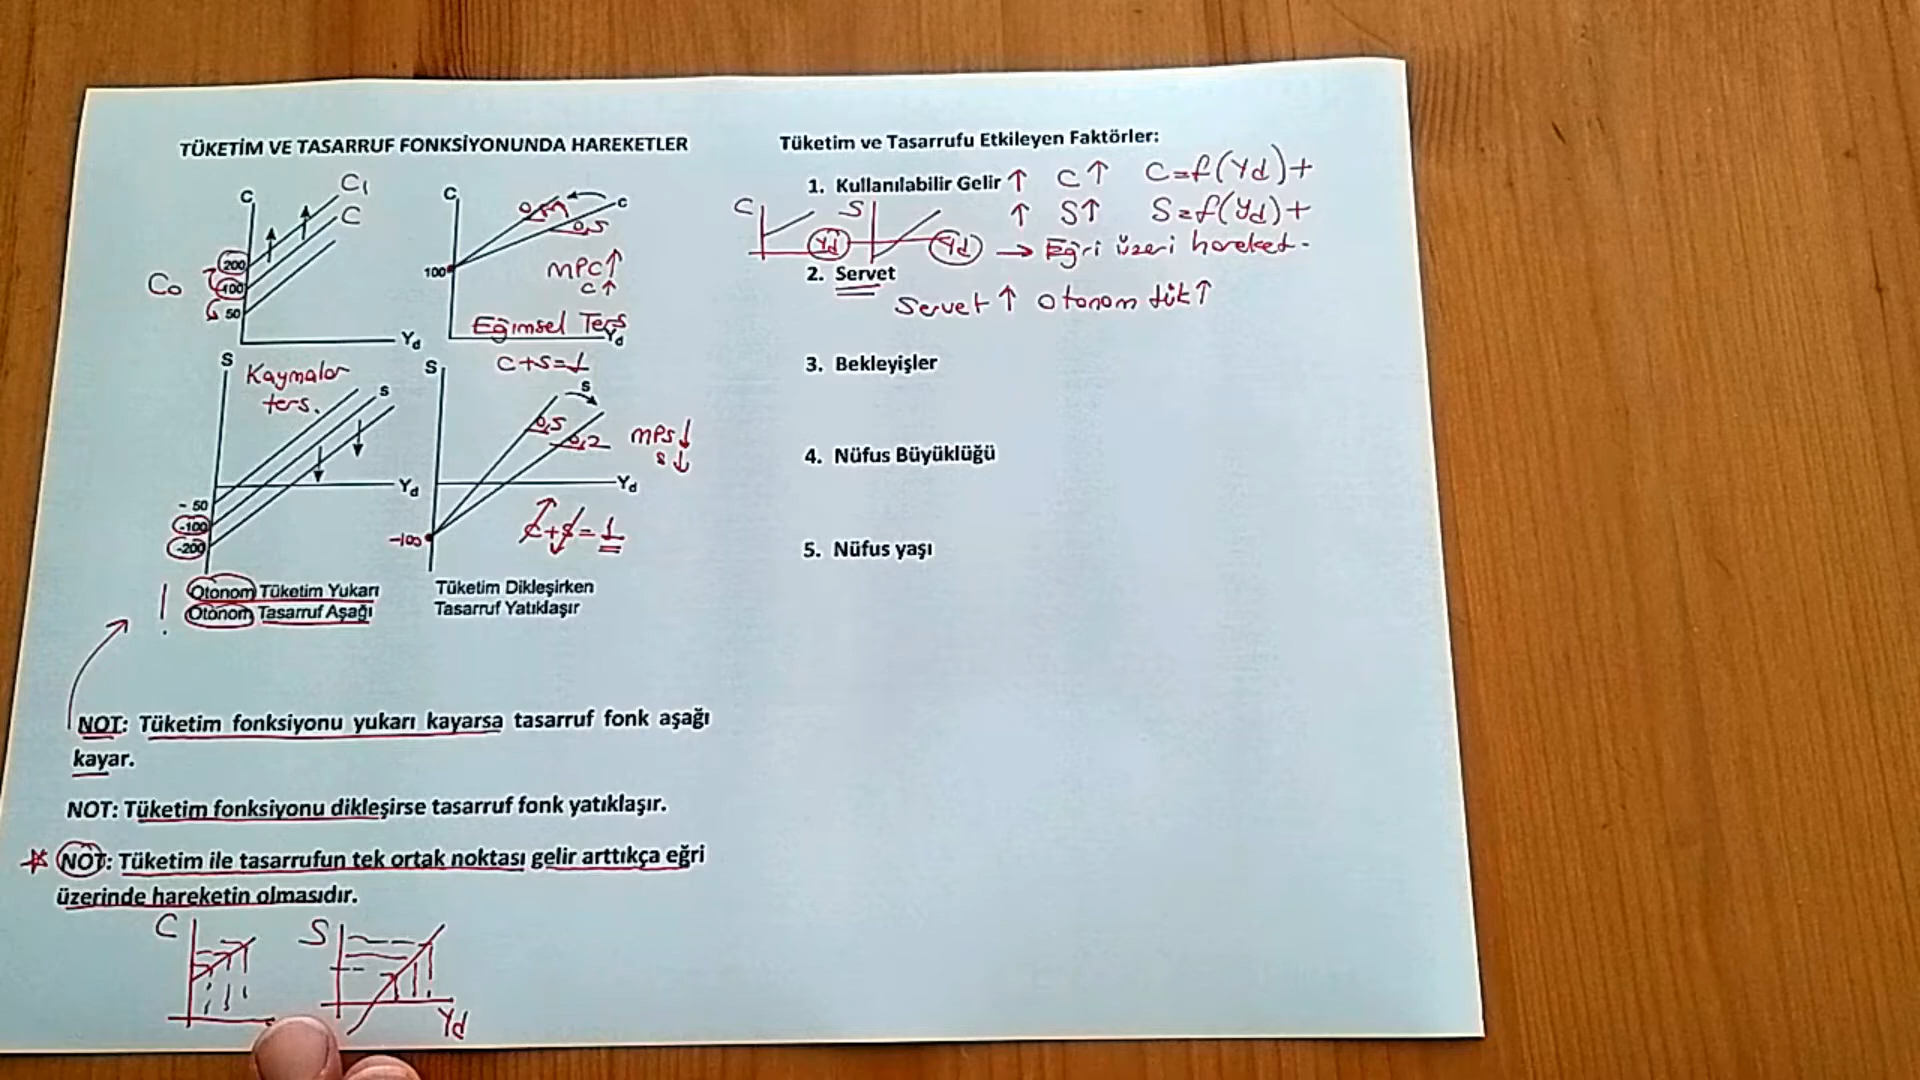 TÜKETİM VE TASARRUF FONKSİYONUNDA HAREKETLER
C
C₁
C
200
100
50
C₀
Yd
C
0,5
c
100
MPC↑
C↑
Eğimsel Ters
Yd
C+S=1
S
Kaymalar
ters.
S
Yd
- 50
-100
-200
S
S
0,5
0,2
MPS↓
s↓
Yd
-100
C+S=1
! Otonom Tüketim Yukarı
Otonom Tasarruf Aşağı
Tüketim Dikleşirken
Tasarruf Yatıklaşır
NOT: Tüketim fonksiyonu yukarı kayarsa tasarruf fonk aşağı
kayar.
NOT: Tüketim fonksiyonu dikleşirse tasarruf fonk yatıklaşır.
NOT: Tüketim ile tasarrufun tek ortak noktası gelir arttıkça eğri
üzerinde hareketin olmasıdır.
C
S
Yd
Tüketim ve Tasarrufu Etkileyen Faktörler:
1. Kullanılabilir Gelir ↑ C↑ C=f(Yd)+
↑ S↑ S=f(Yd)+
C Yd S Yd → Eğri üzeri hareket.
2. Servet
Servet ↑ Otonom tük↑
3. Bekleyişler
4. Nüfus Büyüklüğü
5. Nüfus yaşı